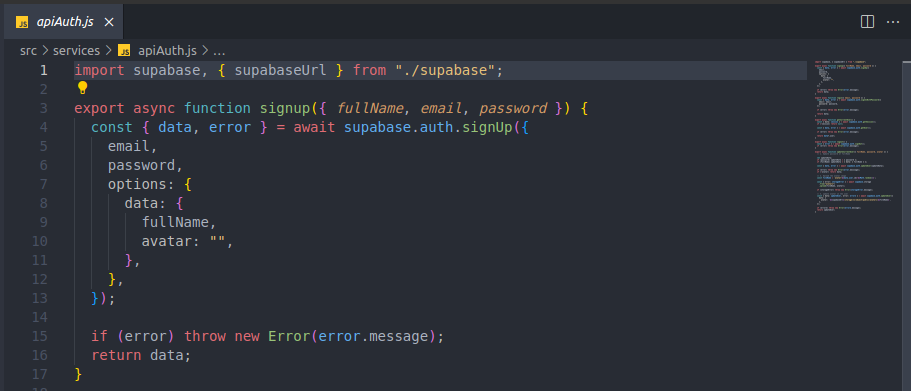 JS apiAuth.js ×
src > services > JS apiAuth.js > ...
1 import supabase, { supabaseUrl } from "./supabase";
2
3 export async function signup({ fullName, email, password }) {
4   const { data, error } = await supabase.auth.signUp({
5     email,
6     password,
7     options: {
8       data: {
9         fullName,
10         avatar: "",
11       },
12     },
13   });
14
15   if (error) throw new Error(error.message);
16   return data;
17 }